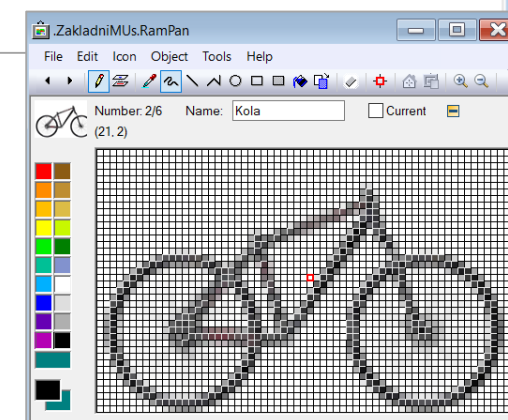 .ZakladniMUs.RamPan
File Edit Icon Object Tools Help
Number: 2/6 Name: Kola Current
(21, 2)